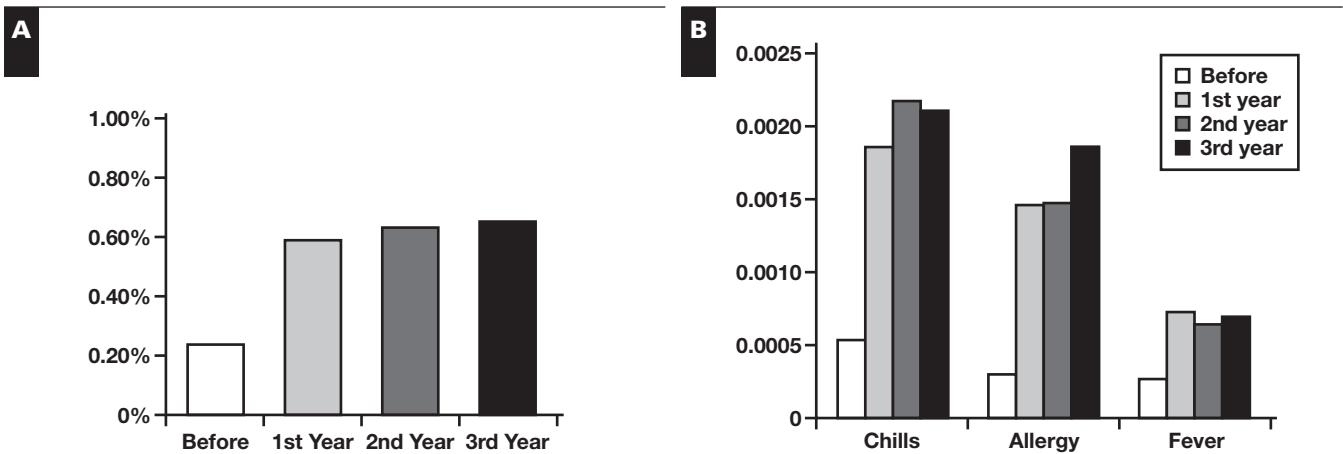 A
1.00%
0.80%
0.60%
0.40%
0.20%
0%
Before 1st Year 2nd Year 3rd Year
B
0.0025
0.0020
0.0015
0.0010
0.0005
0
Chills Allergy Fever
Before
1st year
2nd year
3rd year